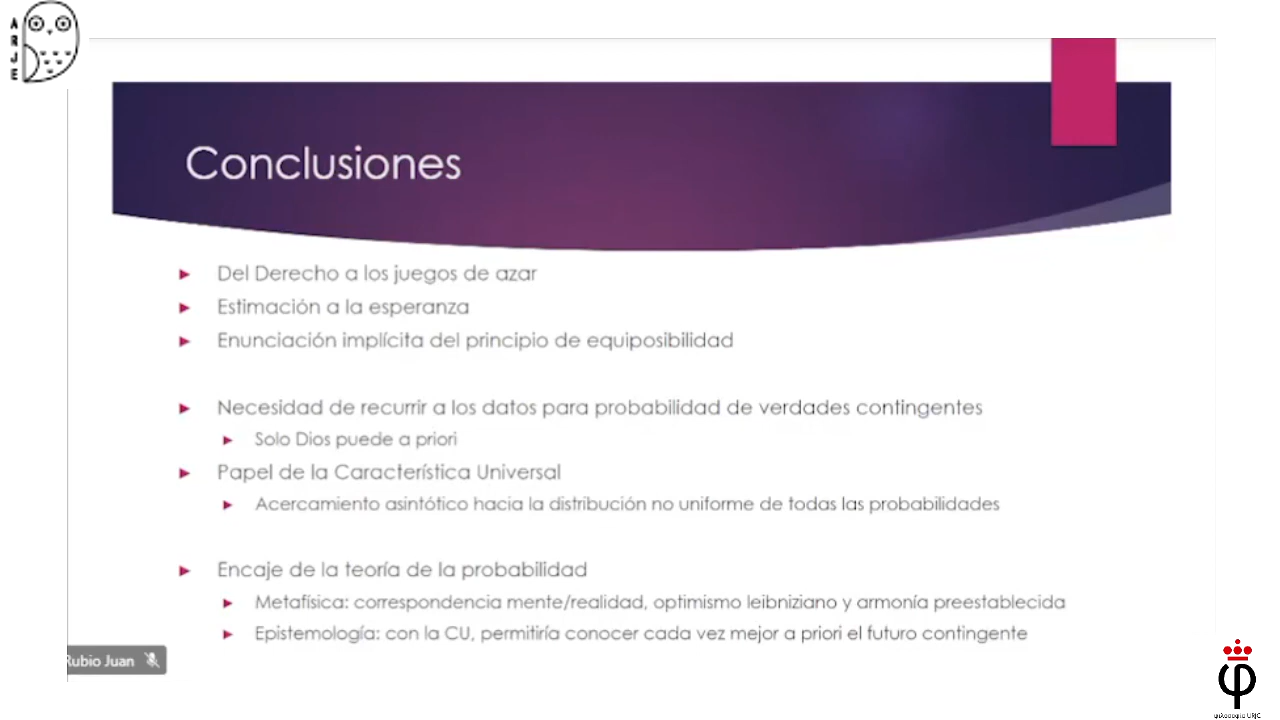 ARJE
Conclusiones
Del Derecho a los juegos de azar
Estimación a la esperanza
Enunciación implícita del principio de equiposibilidad
Necesidad de recurrir a los datos para probabilidad de verdades contingentes
Solo Dios puede a priori
Papel de la Característica Universal
Acercamiento asintótico hacia la distribución no uniforme de todas las probabilidades
Encaje de la teoría de la probabilidad
Metafísica: correspondencia mente/realidad, optimismo leibniziano y armonía preestablecida
Epistemología: con la CU, permitiría conocer cada vez mejor a priori el futuro contingente
Rubio Juan
φ
φιλοσοφία URJC